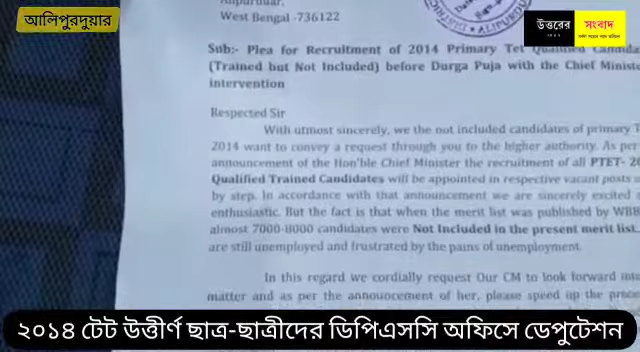 আলিপুরদুয়ার
West Bengal -736122
উত্তরের সংবাদ
ALIPURDU
Sub:- Plea for Recruitment of 2014 Primary Tet Qualified
(Trained but Not Included) before Durga Puja with the Chief
intervention
Respected Sir
With utmost sincerely, we the not included candidates of primary
2014 want to convey a request through you to the higher authority. As per
announcement of the Hon'ble Chief Minister the recruitment of all PTET-
Qualified Trained Candidates will be appointed in respective vacant posts
by step. In accordance with that announcement we are sincerely excited
enthusiastic. But the fact is that when the merit list was published by
almost 7000-8000 candidates were Not Included in the present merit list.
are still unemployed and frustrated by the pains of unemployment.
In this regard we cordially request Our CM to look forward
matter and as per the announcement of her, please speed up the
২০১৪ টেট উত্তীর্ণ ছাত্র-ছাত্রীদের ডিপিএসসি অফিসে ডেপুটেশন